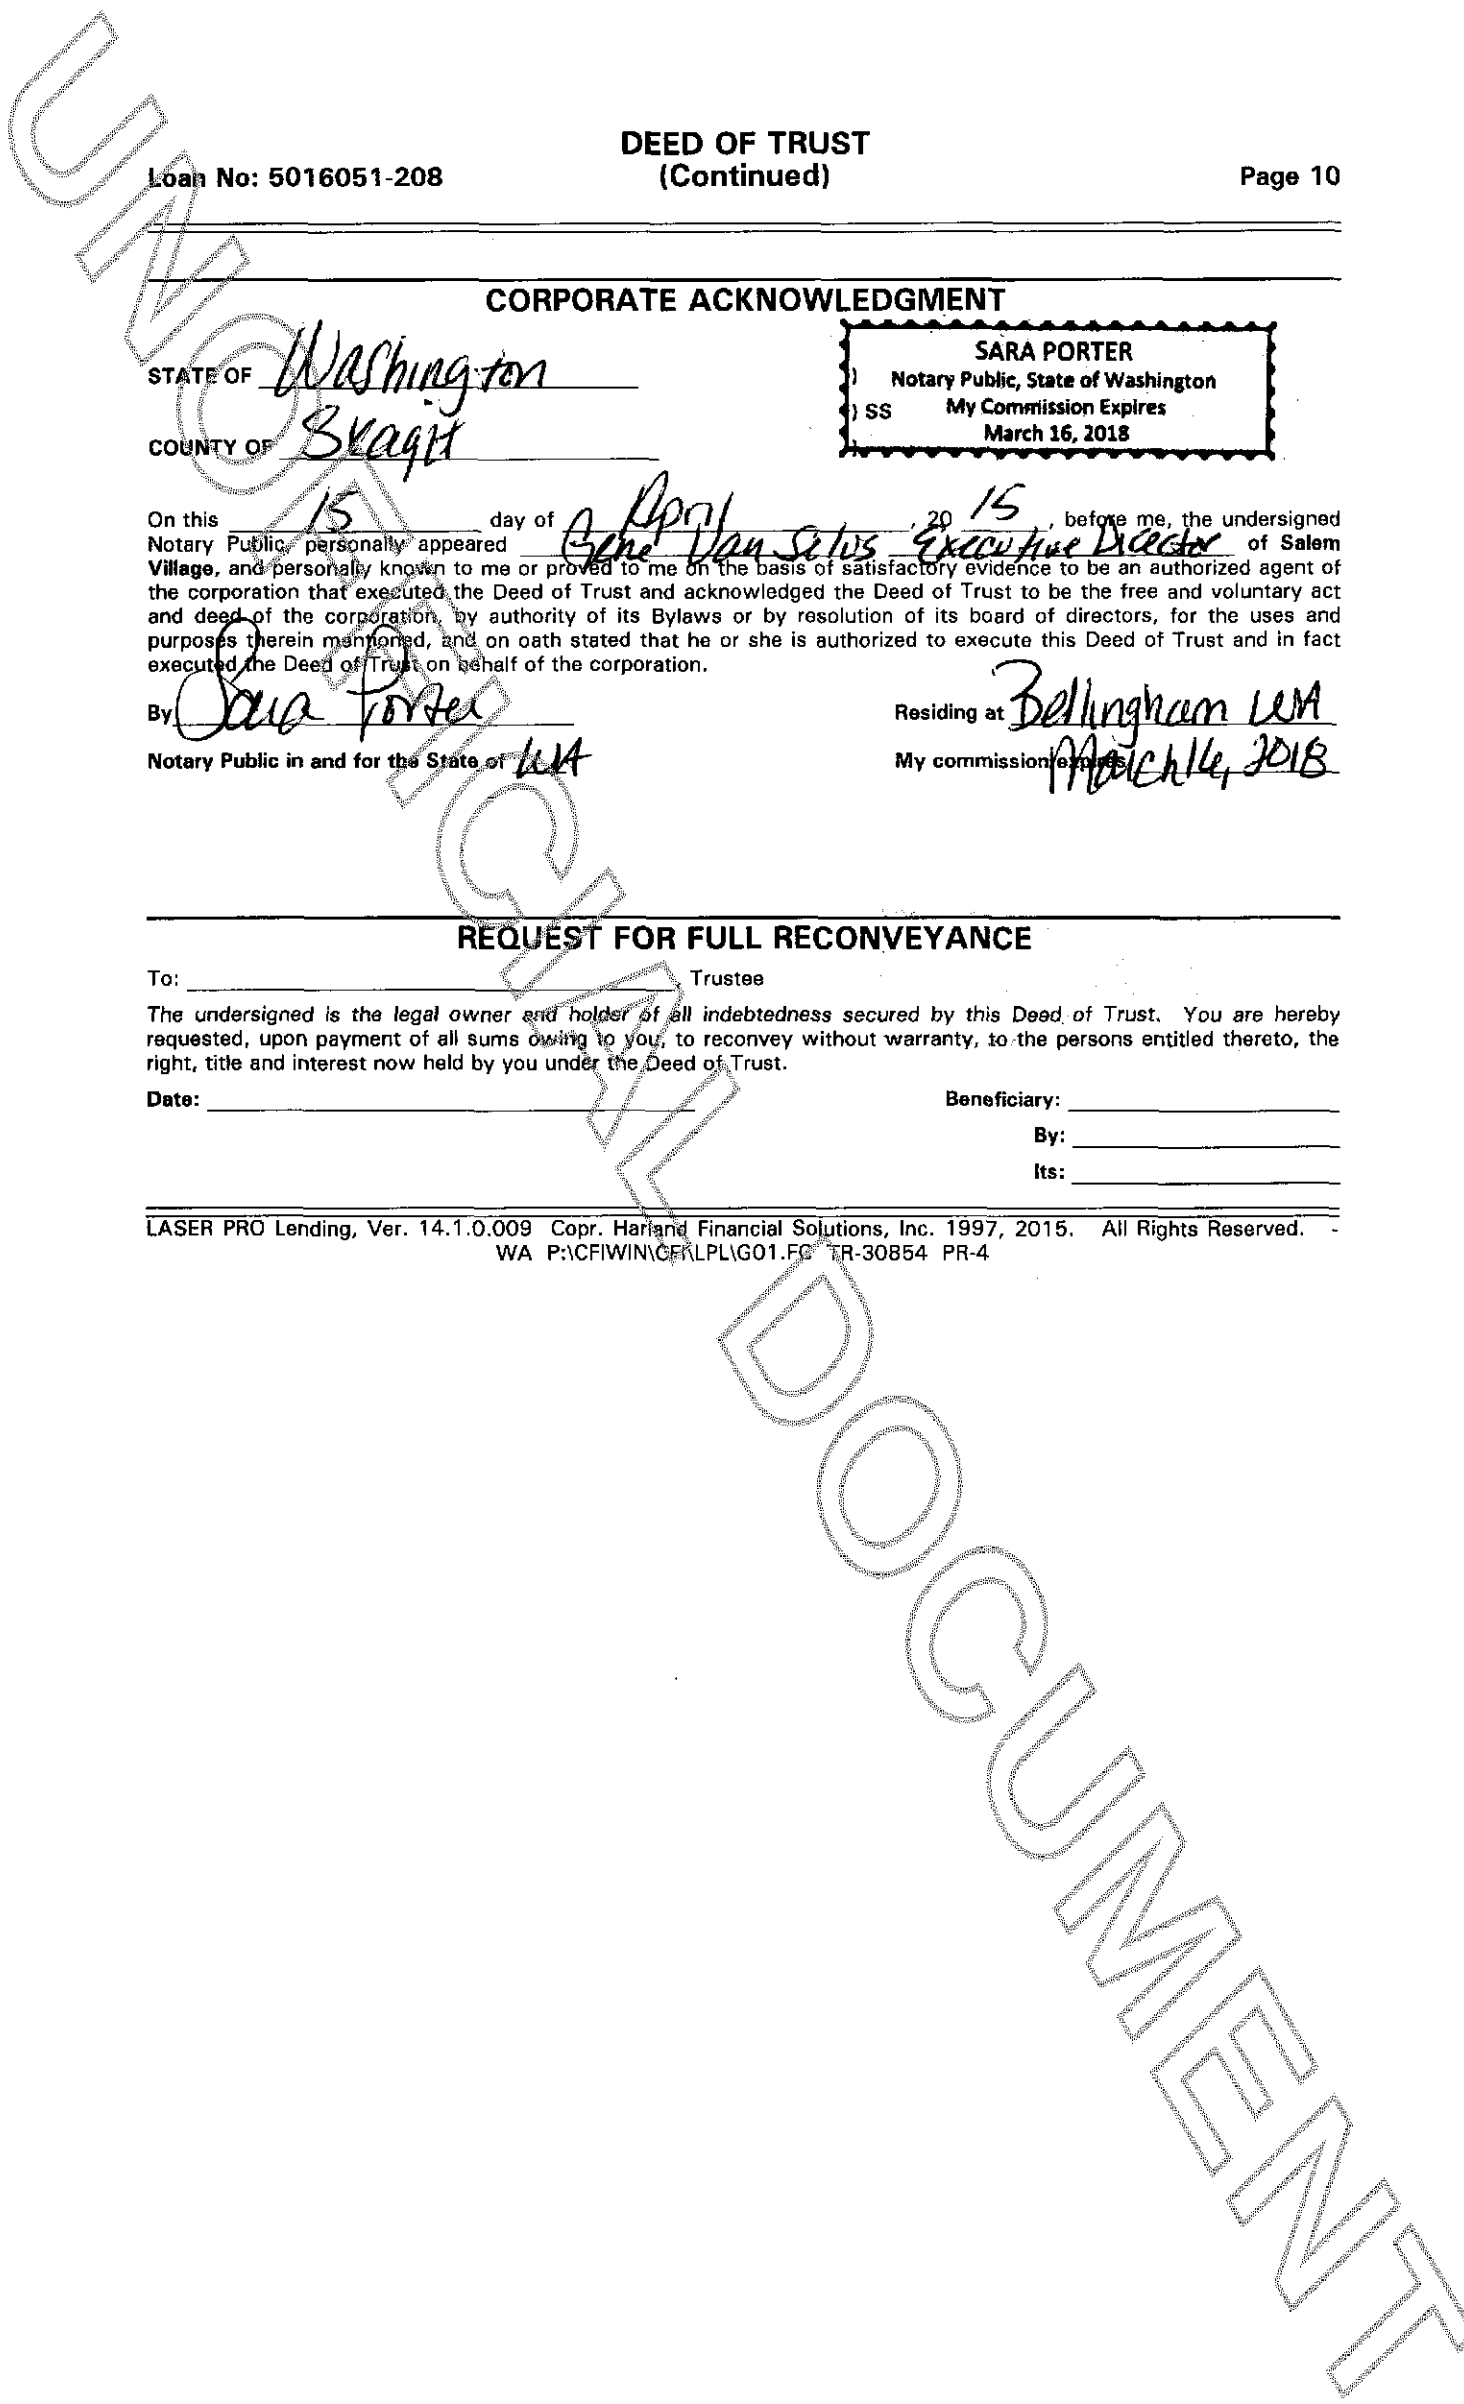 DEED OF TRUST
Loan No: 5016051-208 (Continued) Page 10
CORPORATE ACKNOWLEDGMENT
STATE OF Washington
COUNTY OF Skagit
) SS
SARA PORTER
Notary Public, State of Washington
My Commission Expires
March 16, 2018
On this 15 day of April, 20 15, before me, the undersigned
Notary Public, personally appeared Gene Van Selus Executive Director of Salem
Village, and personally known to me or proved to me on the basis of satisfactory evidence to be an authorized agent of
the corporation that executed the Deed of Trust and acknowledged the Deed of Trust to be the free and voluntary act
and deed of the corporation, by authority of its Bylaws or by resolution of its board of directors, for the uses and
purposes therein mentioned, and on oath stated that he or she is authorized to execute this Deed of Trust and in fact
executed the Deed of Trust on behalf of the corporation.
By Sara Porter Residing at Bellingham WA
Notary Public in and for the State of WA My commission expires March 16, 2018
REQUEST FOR FULL RECONVEYANCE
To: , Trustee
The undersigned is the legal owner and holder of all indebtedness secured by this Deed of Trust. You are hereby
requested, upon payment of all sums owing to you, to reconvey without warranty, to the persons entitled thereto, the
right, title and interest now held by you under the Deed of Trust.
Date: Beneficiary:
By:
Its:
LASER PRO Lending, Ver. 14.1.0.009 Copr. Harland Financial Solutions, Inc. 1997, 2015. All Rights Reserved. -
WA P:\CFIWIN\CFI\LPL\G01.FC TR-30854 PR-4
UNOFFICIAL DOCUMENT